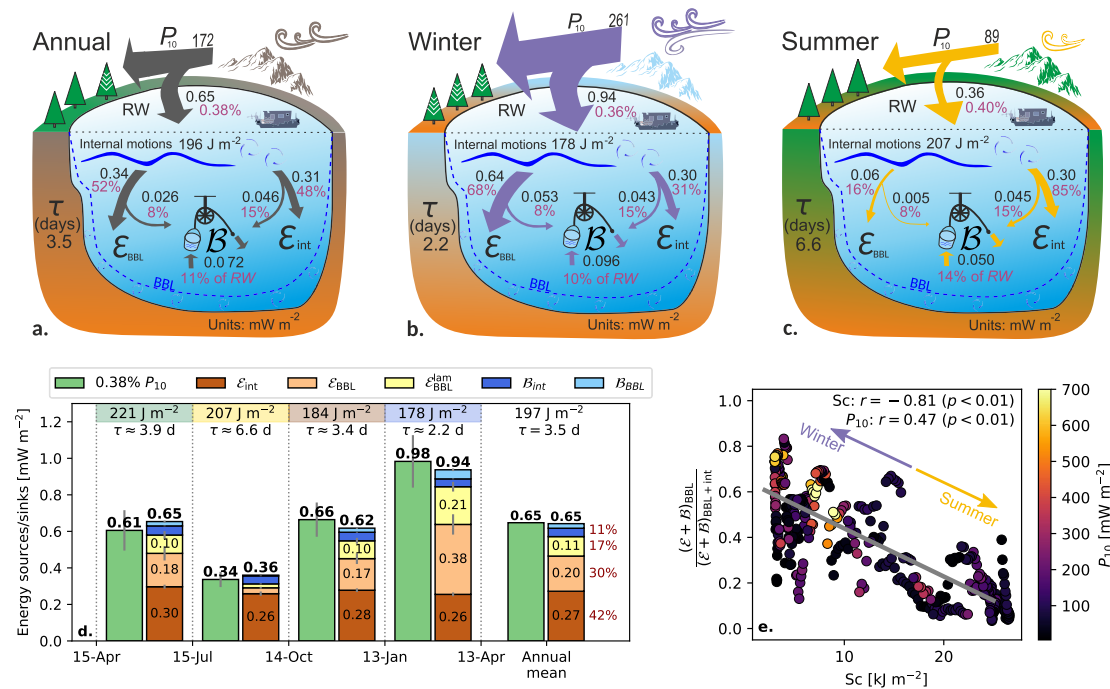 Annual
P10 172
0.65
0.38%
RW
Internal motions 196 J m-2
0.34
52%
0.31
48%
0.026
8%
0.046
15%
τ
(days)
3.5
ℰBBL
ℬ
ℰint
0.072
11% of RW
BBL
Units: mW m-2
a.
Winter
P10 261
0.94
0.36%
RW
Internal motions 178 J m-2
0.64
68%
0.30
31%
0.053
8%
0.043
15%
τ
(days)
2.2
ℰBBL
ℬ
ℰint
0.096
10% of RW
BBL
Units: mW m-2
b.
Summer
P10 89
0.36
0.40%
RW
Internal motions 207 J m-2
0.06
16%
0.30
85%
0.005
8%
0.045
15%
τ
(days)
6.6
ℰBBL
ℬ
ℰint
0.050
14% of RW
BBL
Units: mW m-2
c.
0.38% P10 ℰint ℰBBL ℰlamBBL ℬint ℬBBL
221 J m−2 207 J m−2 184 J m−2 178 J m−2 197 J m−2
τ ≈ 3.9 d τ ≈ 6.6 d τ ≈ 3.4 d τ ≈ 2.2 d τ = 3.5 d
Energy sources/sinks [mW m−2]
1.2
1.0
0.8
0.6
0.4
0.2
0.0
0.61 0.65
0.10
0.18
0.30
0.34 0.36
0.26
0.66 0.62
0.10
0.17
0.28
0.98 0.94
0.21
0.38
0.26
0.65 0.65
0.11
0.20
0.27
11%
17%
30%
42%
d.
15-Apr 15-Jul 14-Oct 13-Jan 13-Apr Annual
mean
Sc: r = −0.81 (p < 0.01)
P10: r = 0.47 (p < 0.01)
Winter
Summer
(ℰ + ℬ)BBL
(ℰ + ℬ)BBL + int
1.0
0.8
0.6
0.4
0.2
0.0
e.
10 20
Sc [kJ m−2]
700
600
500
400
300
200
100
P10 [mW m−2]